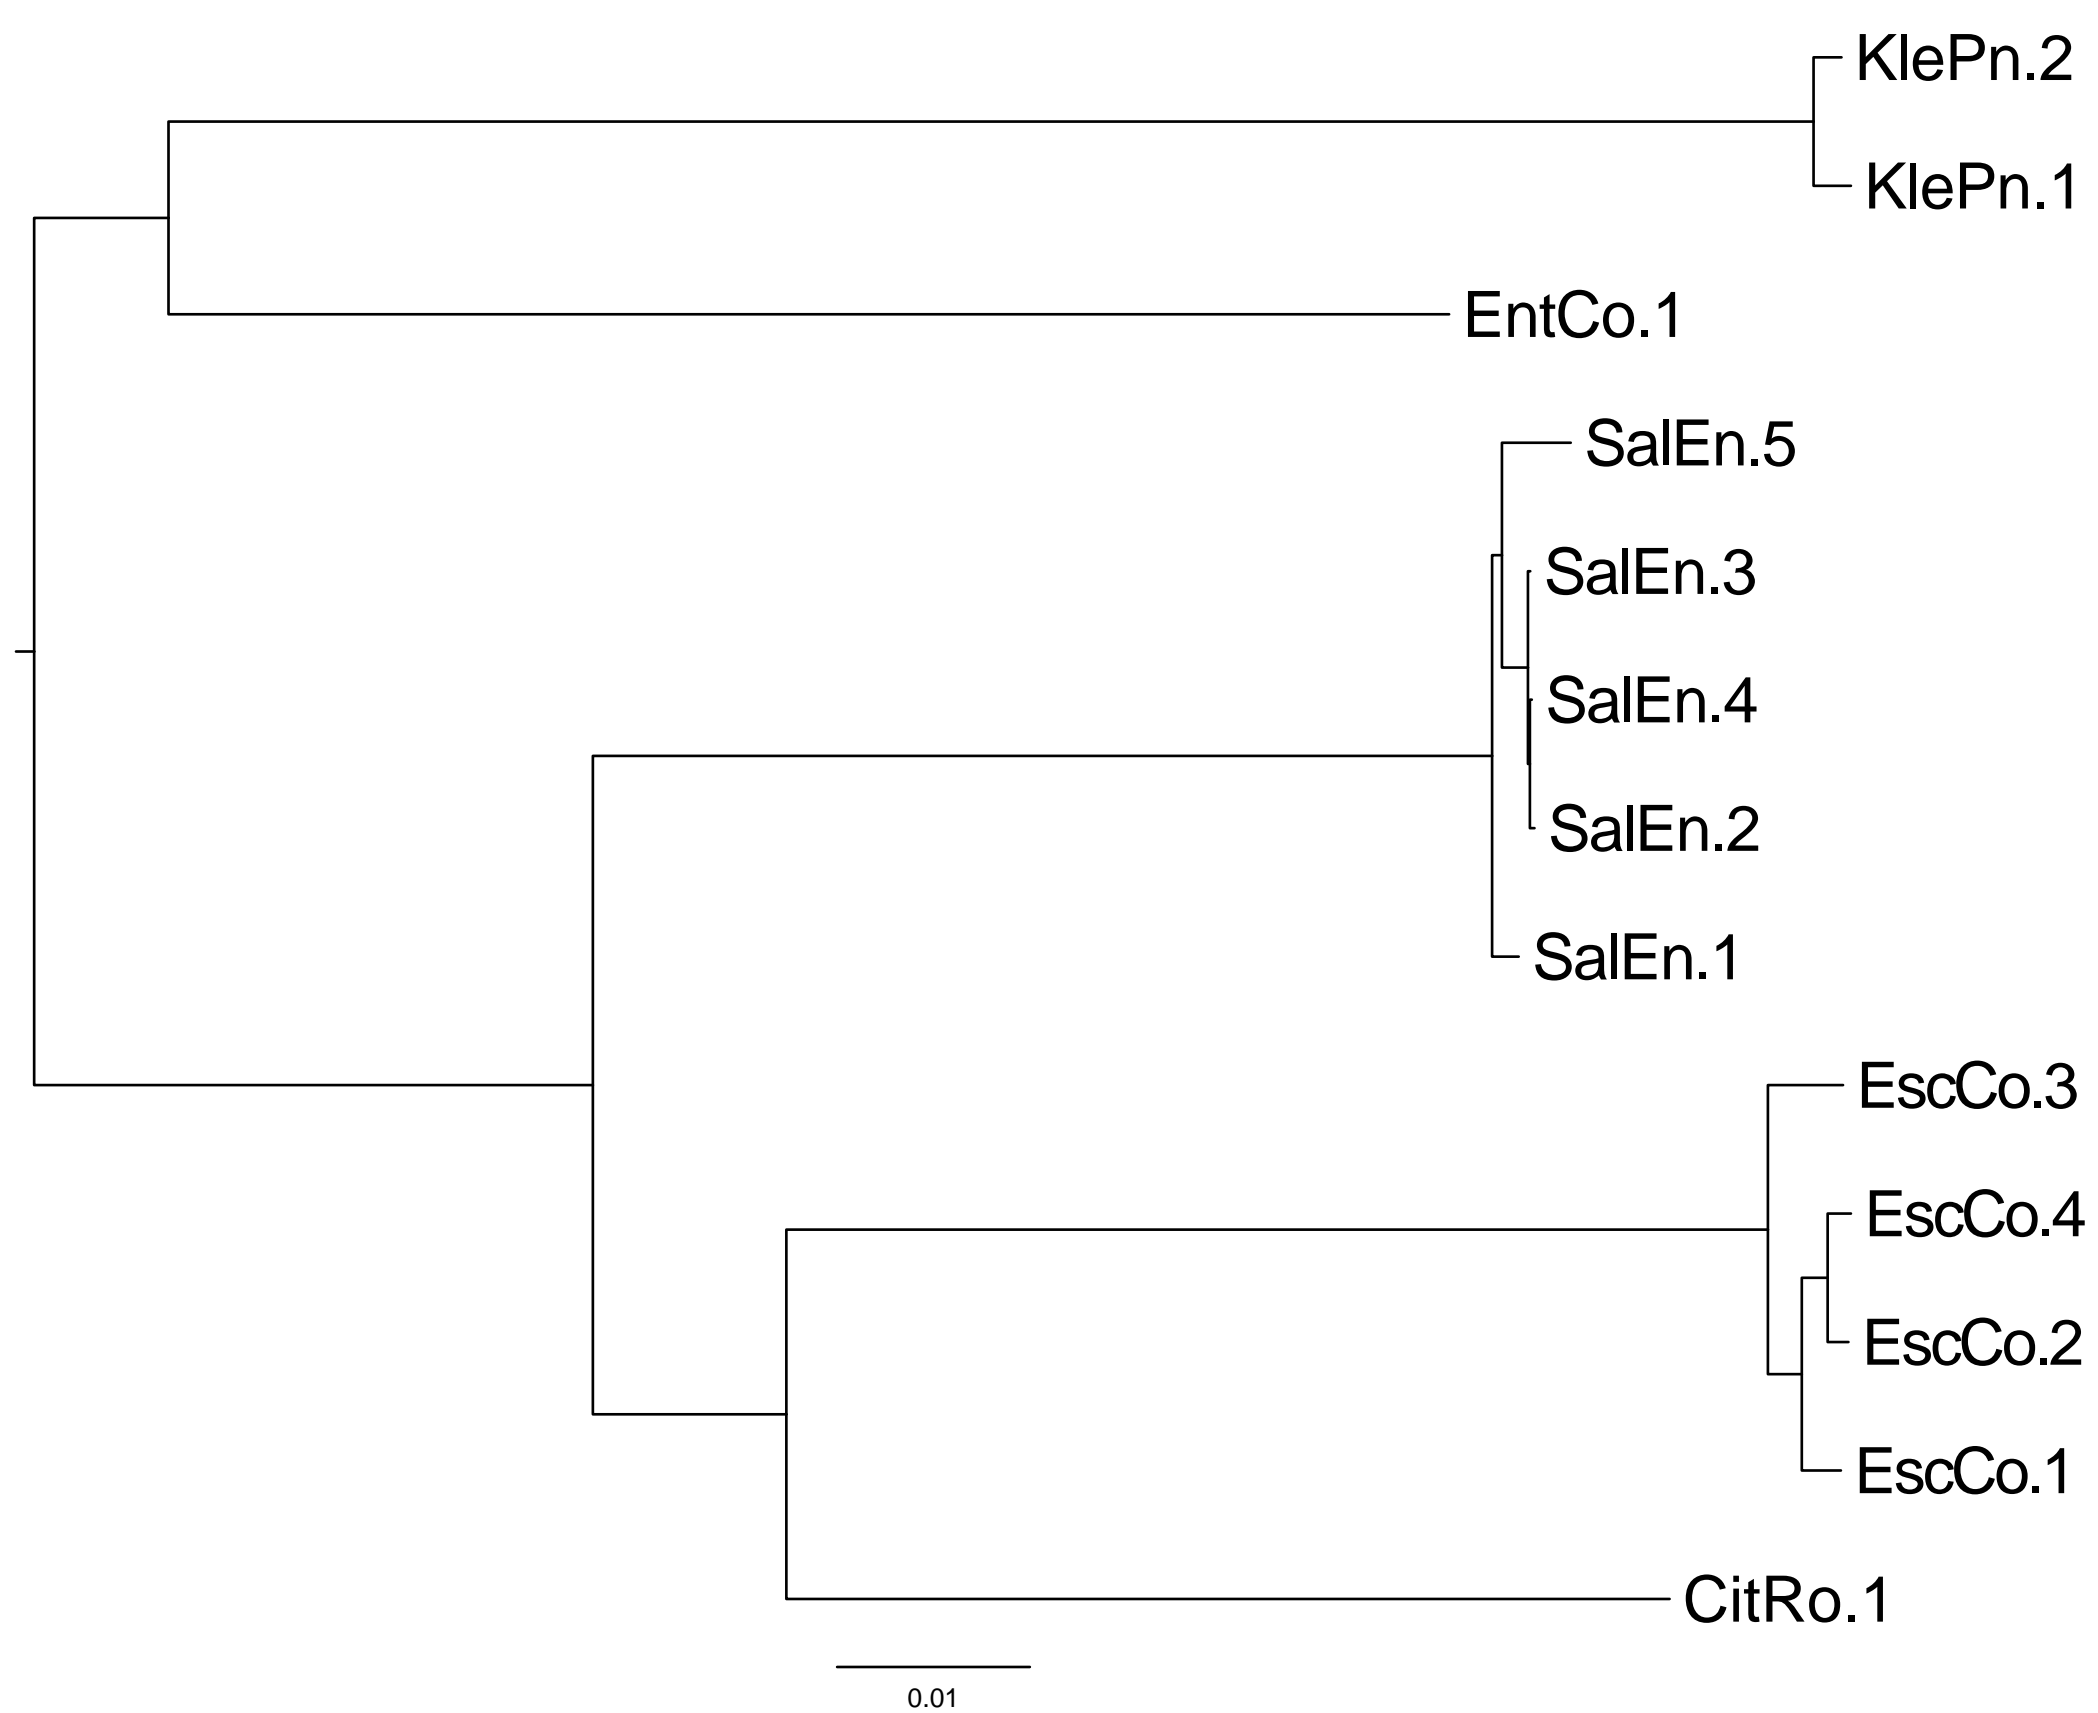 KlePn.2
KlePn.1
EntCo.1
SalEn.5
SalEn.3
SalEn.4
SalEn.2
SalEn.1
EscCo.3
EscCo.4
EscCo.2
EscCo.1
CitRo.1
0.01